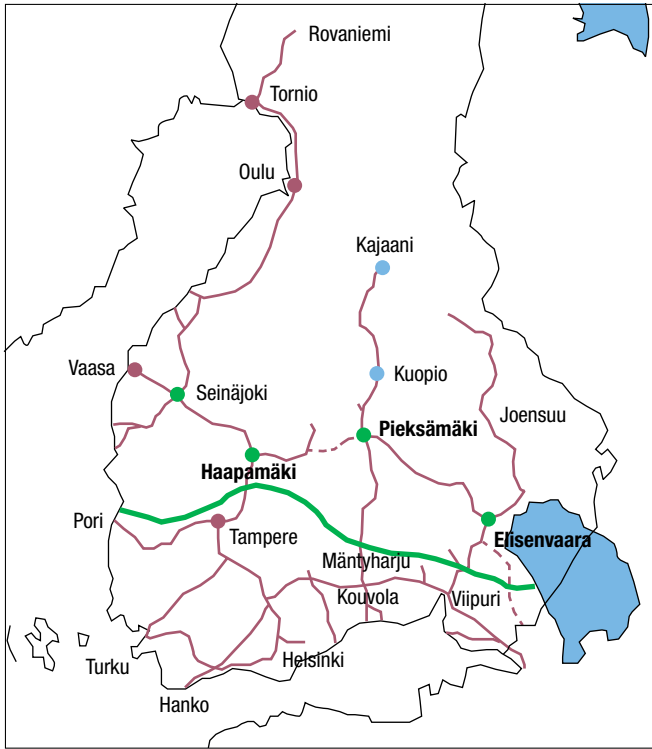 Rovaniemi
Tornio
Oulu
Kajaani
Vaasa
Kuopio
Seinäjoki
Joensuu
Pieksämäki
Haapamäki
Pori
Tampere
Elisenvaara
Mäntyharju
Kouvola
Viipuri
Helsinki
Turku
Hanko